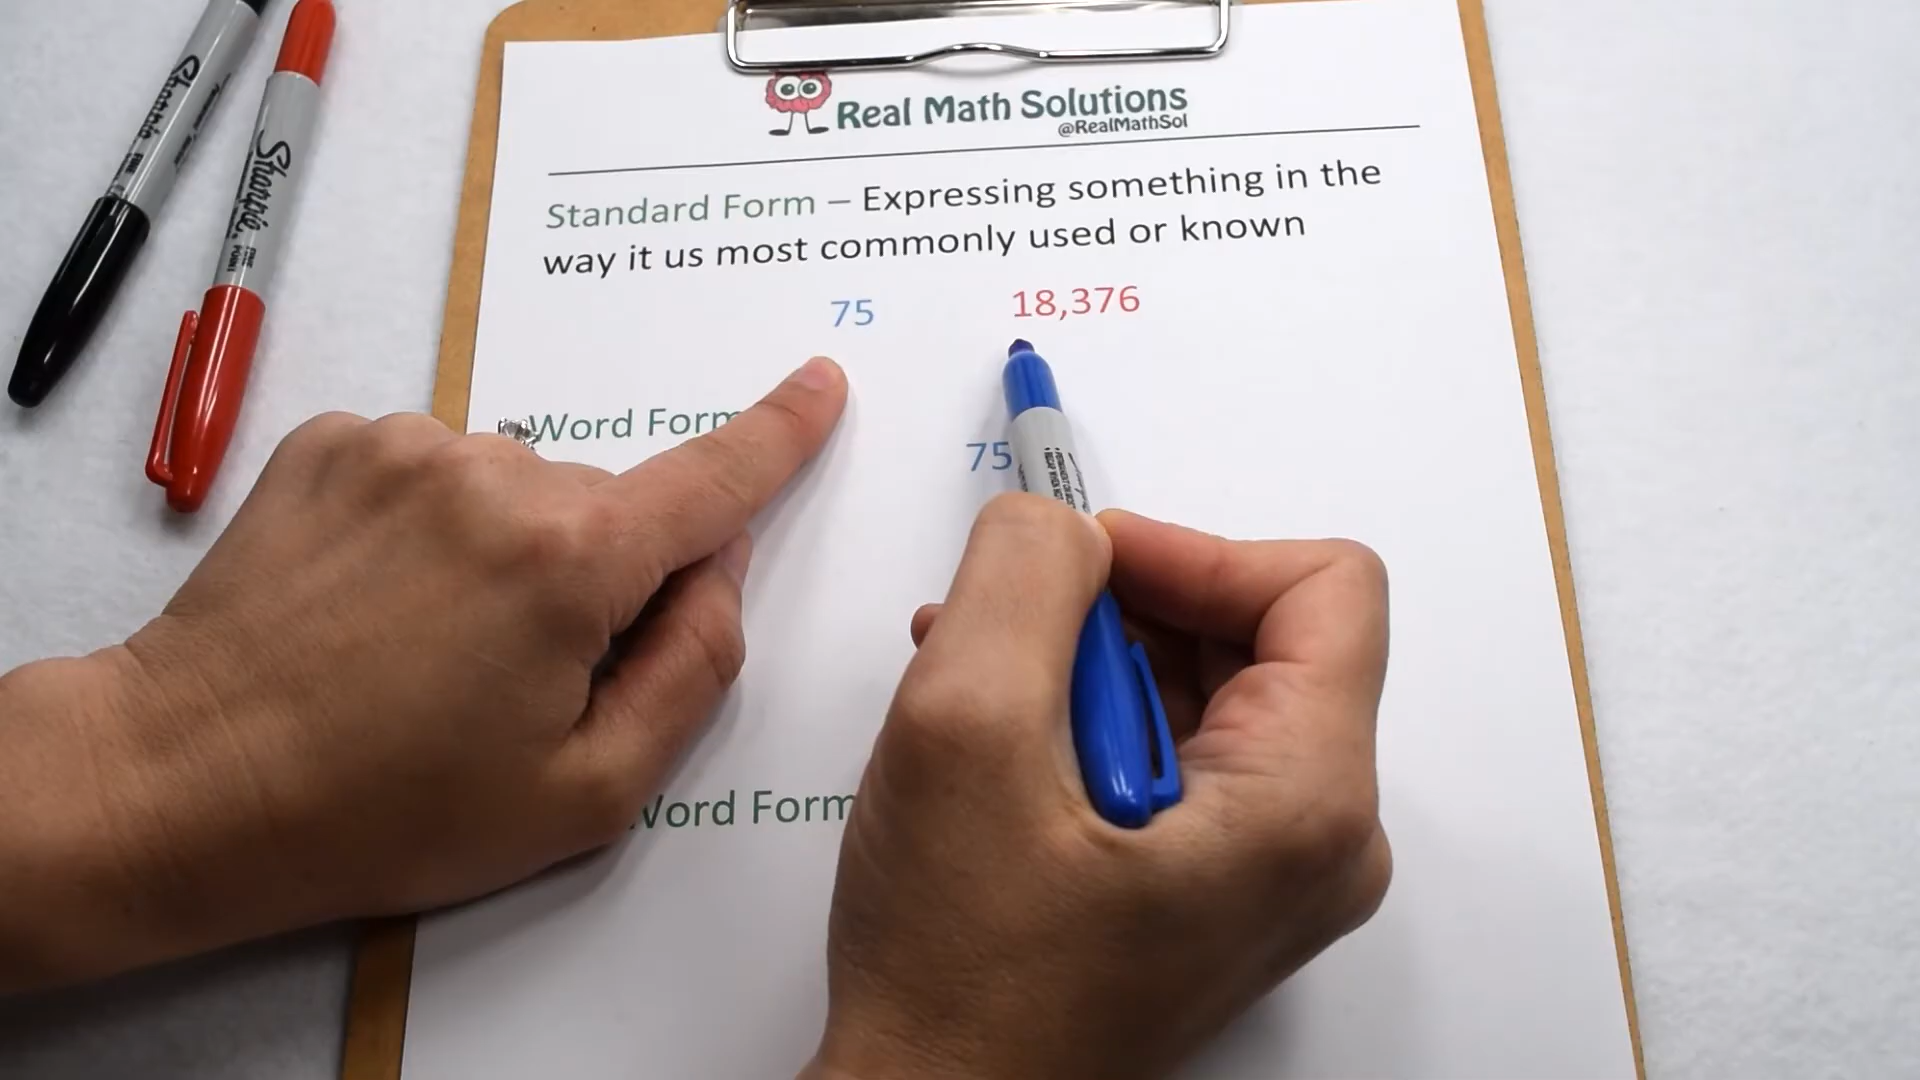 Real Math Solutions
@RealMathSol
Standard Form – Expressing something in the
way it us most commonly used or known
75 18,376
Word Form
75
Word Form
Sharpie
Sharpie